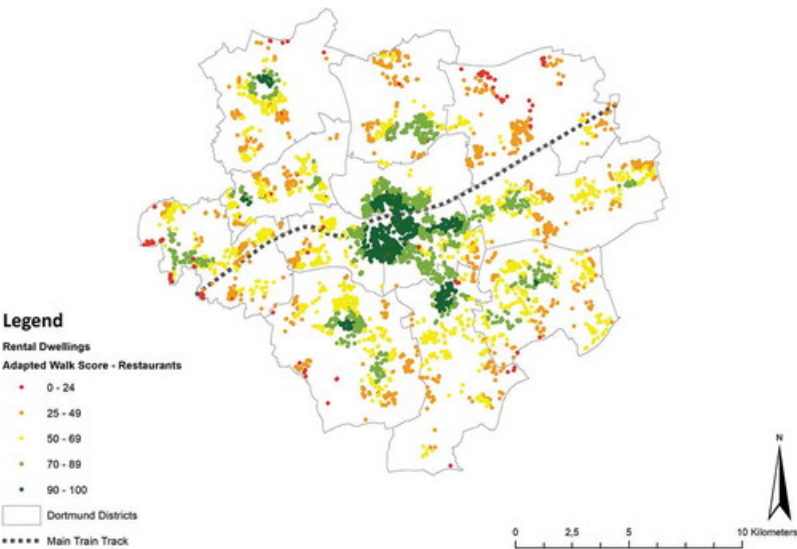 Legend
Rental Dwellings
Adapted Walk Score - Restaurants
0 - 24
25 - 49
50 - 69
70 - 89
90 - 100
Dortmund Districts
Main Train Track
N
0 2,5 5 10 Kilometers